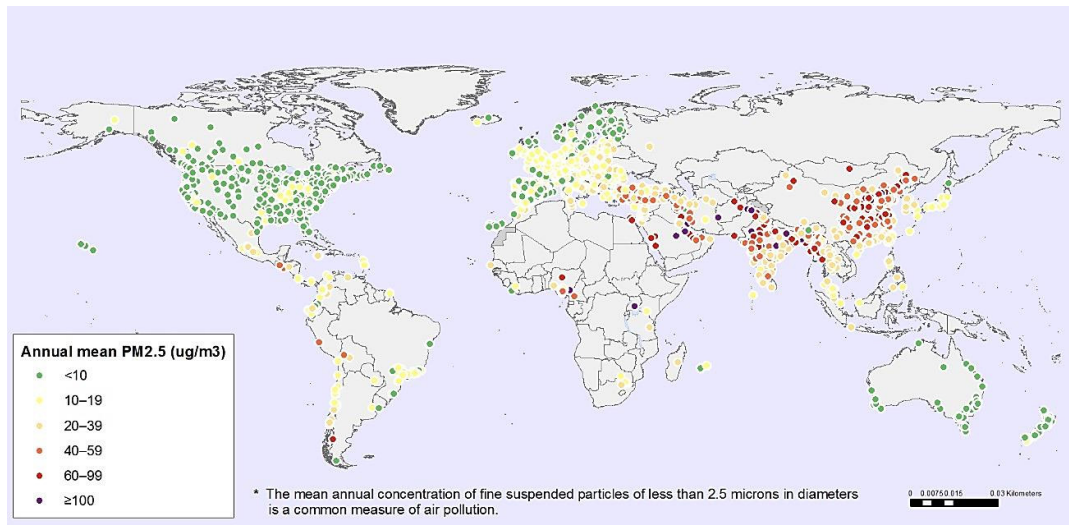 Annual mean PM2.5 (ug/m3)
<10
10–19
20–39
40–59
60–99
≥100
* The mean annual concentration of fine suspended particles of less than 2.5 microns in diameters
is a common measure of air pollution.
0 0.0075 0.015 0.03 Kilometers